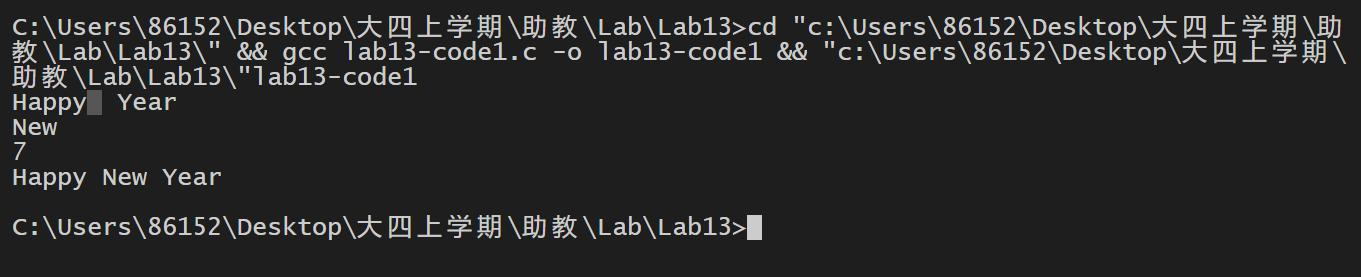 C:\Users\86152\Desktop\大四上学期\助教\Lab\Lab13>cd "c:\Users\86152\Desktop\大四上学期\助
教\Lab\Lab13\" && gcc lab13-code1.c -o lab13-code1 && "c:\Users\86152\Desktop\大四上学期\
助教\Lab\Lab13\"lab13-code1
Happy  Year
New
7
Happy New Year
C:\Users\86152\Desktop\大四上学期\助教\Lab\Lab13>